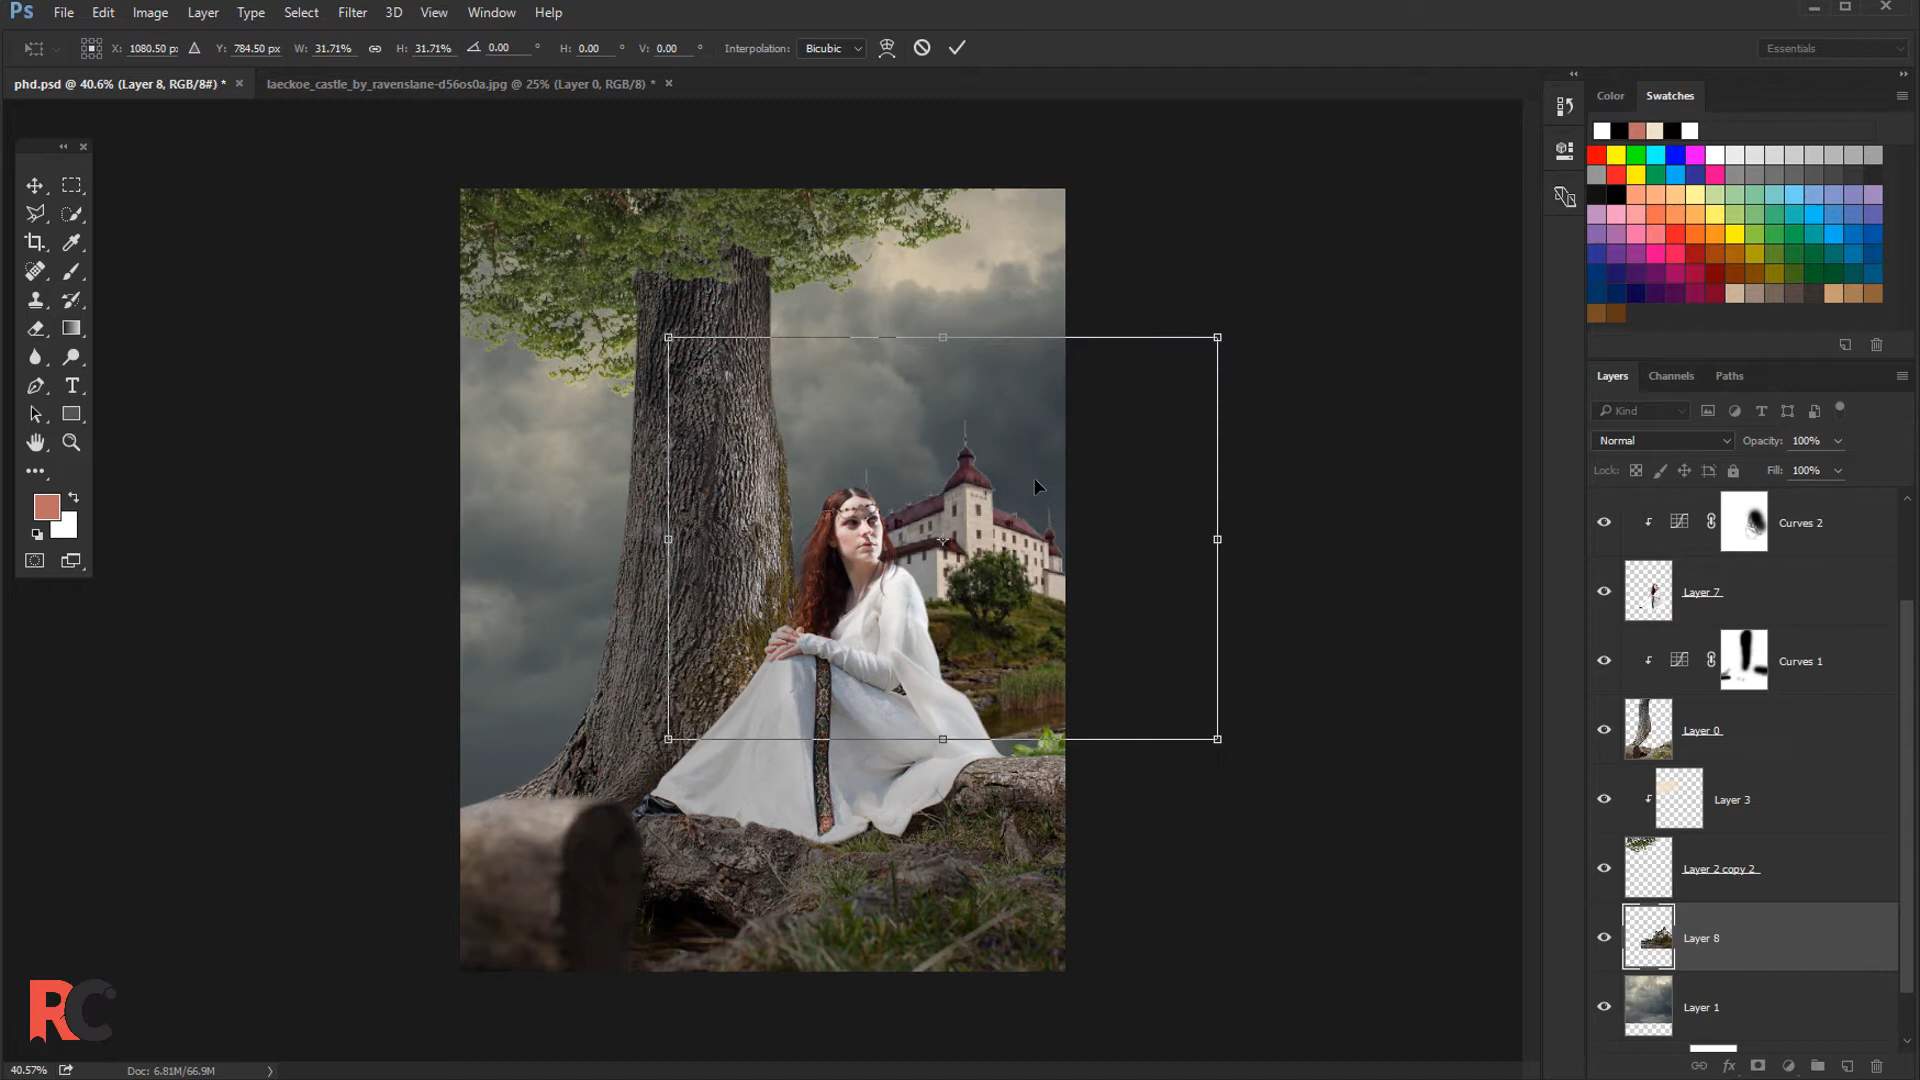 Ps File Edit Image Layer Type Select Filter 3D View Window Help
X: 1080.50 px Y: 784.50 px W: 31.71% H: 31.71% 0.00 ° H: 0.00 ° V: 0.00 ° Interpolation: Bicubic Essentials
phd.psd @ 40.6% (Layer 8, RGB/8#) * × laeckoe_castle_by_ravenslane-d56os0a.jpg @ 25% (Layer 0, RGB/8) * ×
Color Swatches
Layers Channels Paths
Kind
Normal Opacity: 100%
Lock: Fill: 100%
Curves 2
Layer 7
Curves 1
Layer 0
Layer 3
Layer 2 copy 2
Layer 8
Layer 1
RC
40.57% Doc: 6.81M/66.9M